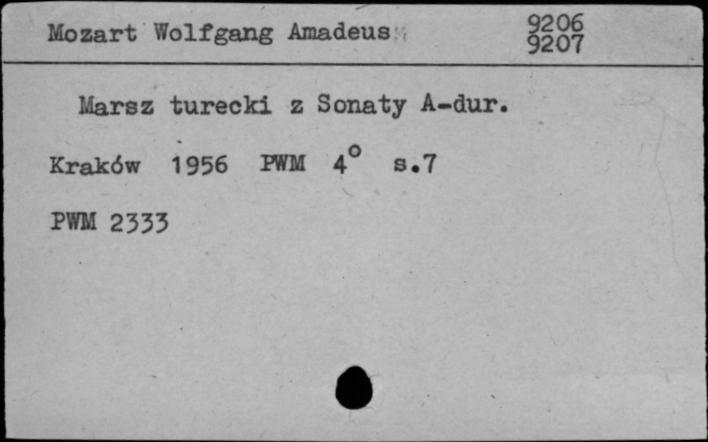 Mozart Wolfgang Amadeus 9206
9207
Marsz turecki z Sonaty A-dur.
Kraków 1956 PWM 4° s.7
PWM 2333